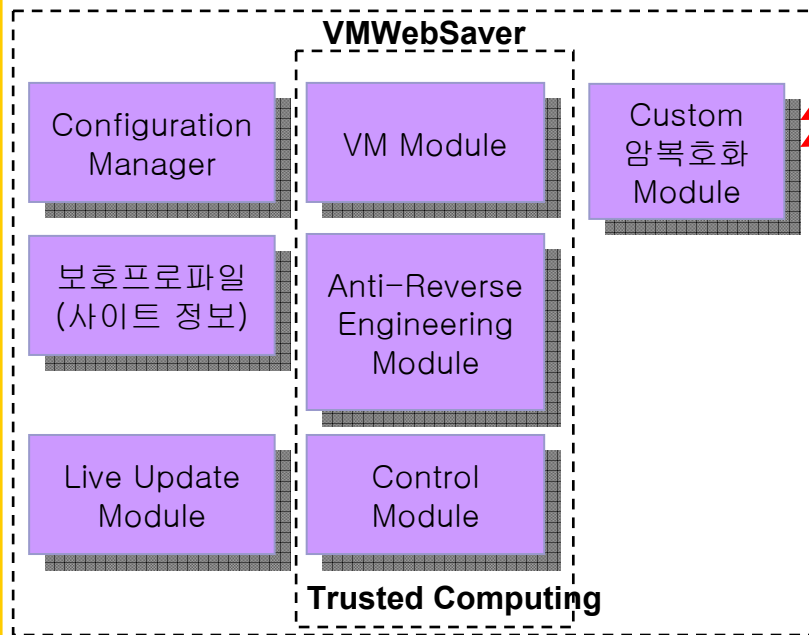 VMWebSaver
Configuration
Manager
VM Module
Custom
암복호화
Module
보호프로파일
(사이트 정보)
Anti-Reverse
Engineering
Module
Live Update
Module
Control
Module
Trusted Computing